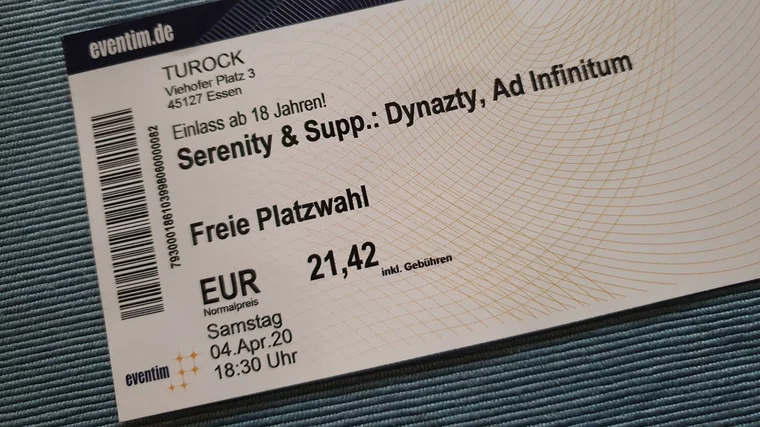 eventim.de
TUROCK
Viehofer Platz 3
45127 Essen
Einlass ab 18 Jahren!
Serenity & Supp.: Dynazty, Ad Infinitum
Freie Platzwahl
EUR 21,42 inkl. Gebühren
Normalpreis
Samstag
04.Apr.20
18:30 Uhr
eventim